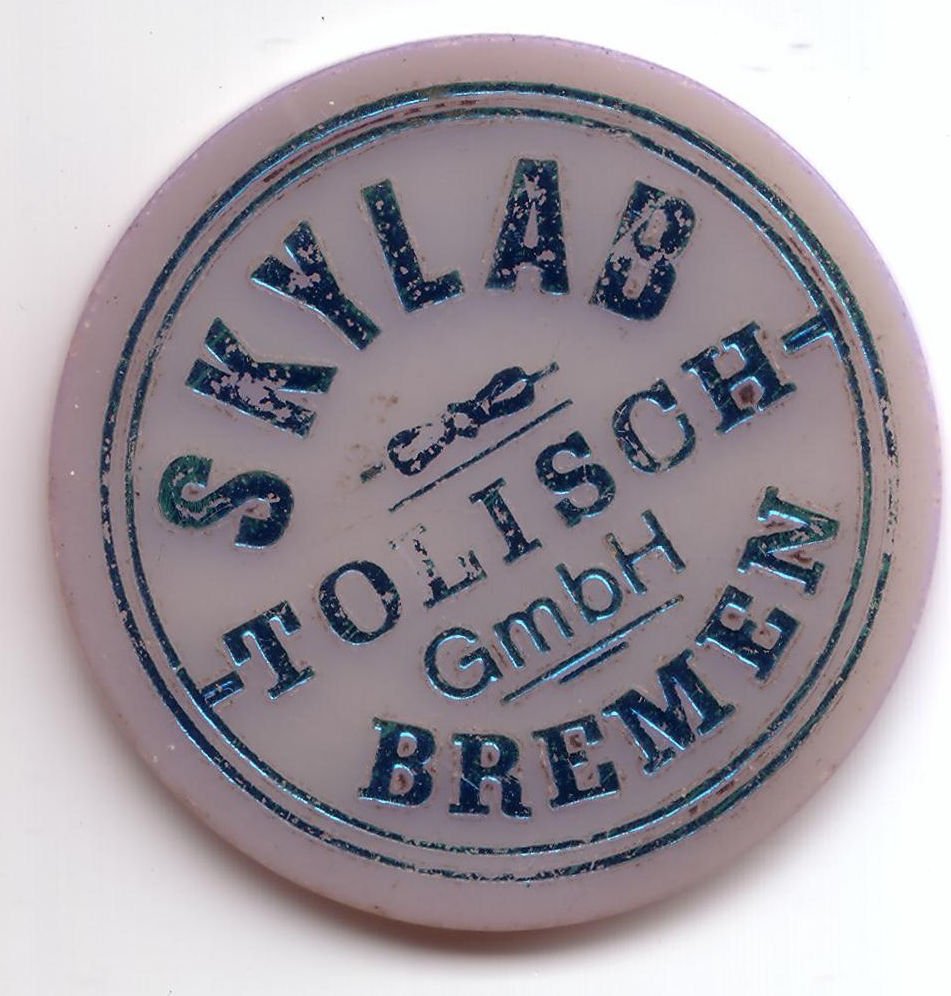 SKYLAB
TOLISCH
GmbH
BREMEN